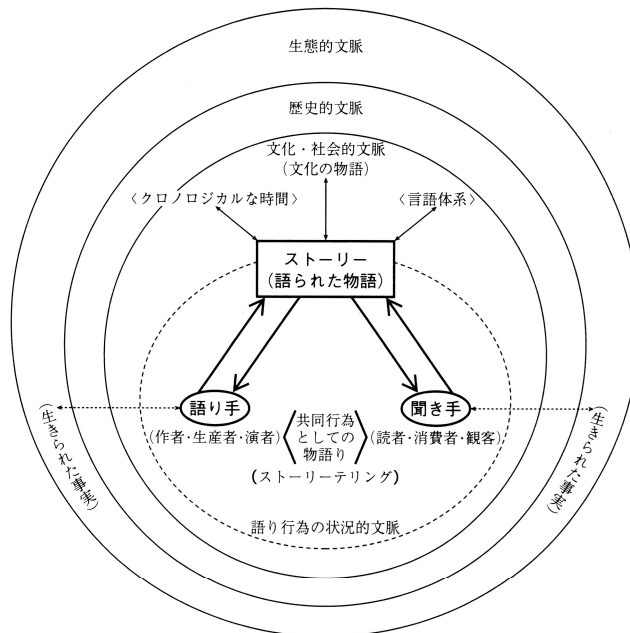 生態的文脈
歴史的文脈
文化・社会的文脈
(文化の物語)
〈クロノロジカルな時間〉
〈言語体系〉
ストーリー
(語られた物語)
語り手
聞き手
(作者・生産者・演者)
共同行為
としての
物語り
(読者・消費者・観客)
(ストーリーテリング)
(生きられた事実)
(生きられた事実)
語り行為の状況的文脈